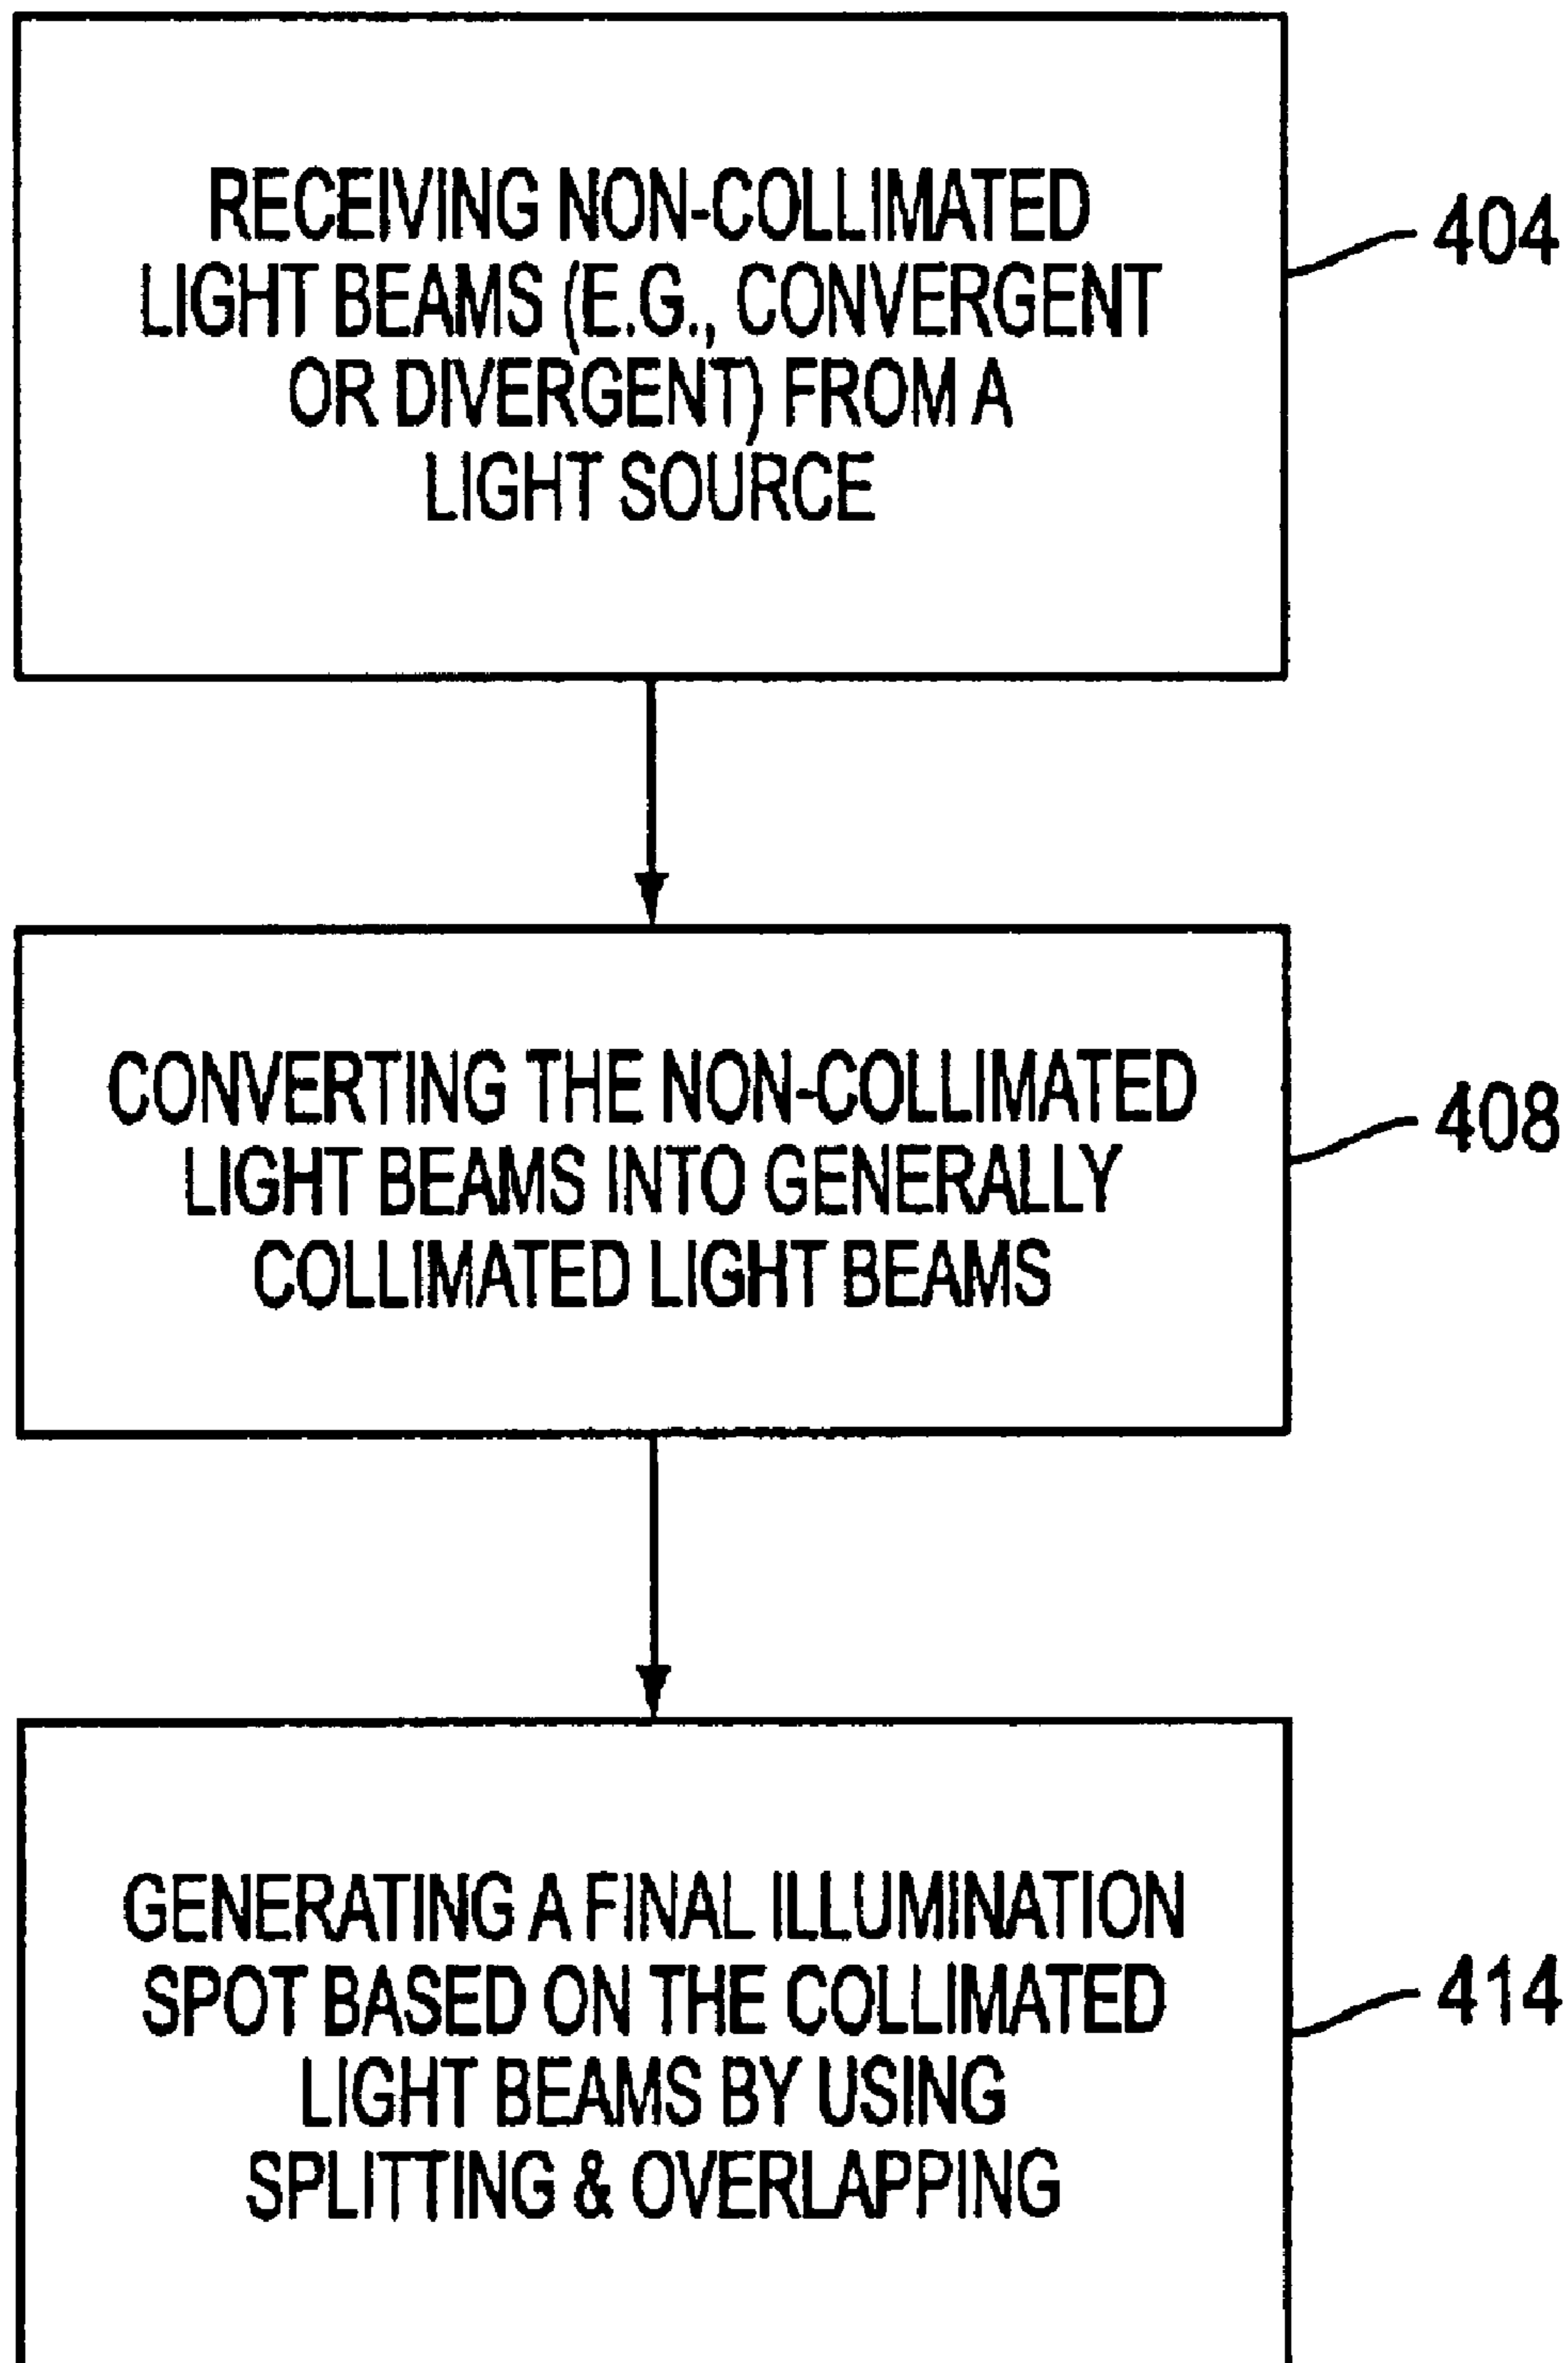 RECEIVING NON-COLLIMATED
LIGHT BEAMS (E.G., CONVERGENT
OR DIVERGENT) FROM A
LIGHT SOURCE
404
CONVERTING THE NON-COLLIMATED
LIGHT BEAMS INTO GENERALLY
COLLIMATED LIGHT BEAMS
408
GENERATING A FINAL ILLUMINATION
SPOT BASED ON THE COLLIMATED
LIGHT BEAMS BY USING
SPLITTING & OVERLAPPING
414